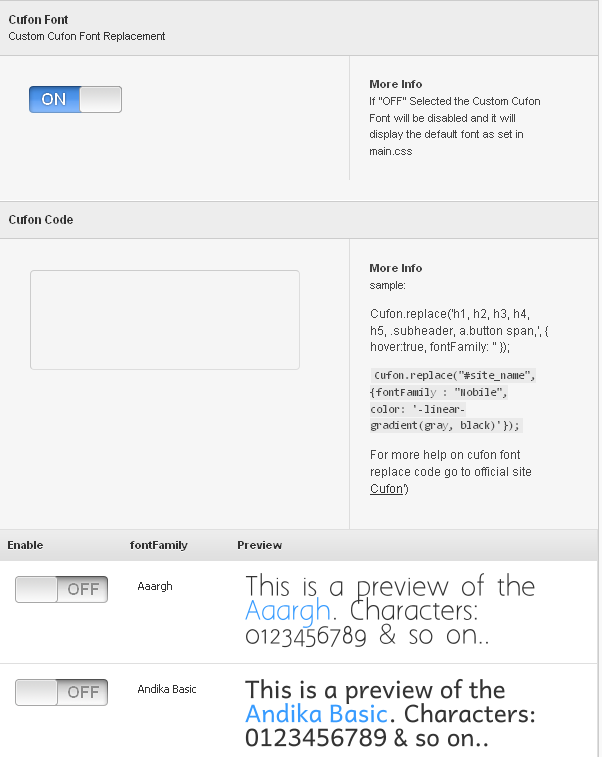 Cufon Font
Custom Cufon Font Replacement
ON
More Info
If "OFF" Selected the Custom Cufon
Font will be disabled and it will
display the default font as set in
main.css
Cufon Code
More Info
sample:
Cufon.replace('h1, h2, h3, h4,
h5, .subheader, a.button span,', {
hover:true, fontFamily: '' });
Cufon.replace("#site_name",
{fontFamily : "Nobile",
color: '-linear-
gradient(gray, black)'});
For more help on cufon font
replace code go to official site
Cufon')
Enable fontFamily Preview
OFF Aaargh
This is a preview of the
Aaargh. Characters:
0123456789 & so on..
OFF Andika Basic
This is a preview of the
Andika Basic. Characters:
0123456789 & so on..